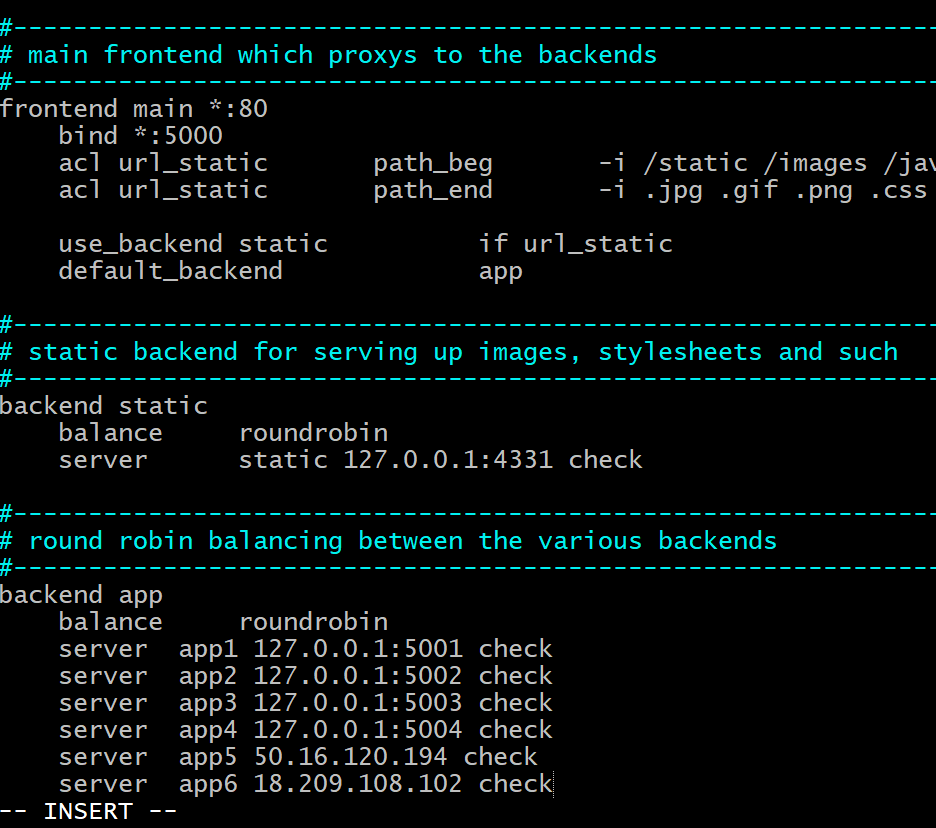 #--------------------------------------------------------------
# main frontend which proxys to the backends
#--------------------------------------------------------------
frontend main *:80
    bind *:5000
    acl url_static       path_beg       -i /static /images /jav
    acl url_static       path_end       -i .jpg .gif .png .css

    use_backend static          if url_static
    default_backend             app

#--------------------------------------------------------------
# static backend for serving up images, stylesheets and such
#--------------------------------------------------------------
backend static
    balance     roundrobin
    server      static 127.0.0.1:4331 check

#--------------------------------------------------------------
# round robin balancing between the various backends
#--------------------------------------------------------------
backend app
    balance     roundrobin
    server  app1 127.0.0.1:5001 check
    server  app2 127.0.0.1:5002 check
    server  app3 127.0.0.1:5003 check
    server  app4 127.0.0.1:5004 check
    server  app5 50.16.120.194 check
    server  app6 18.209.108.102 check
-- INSERT --